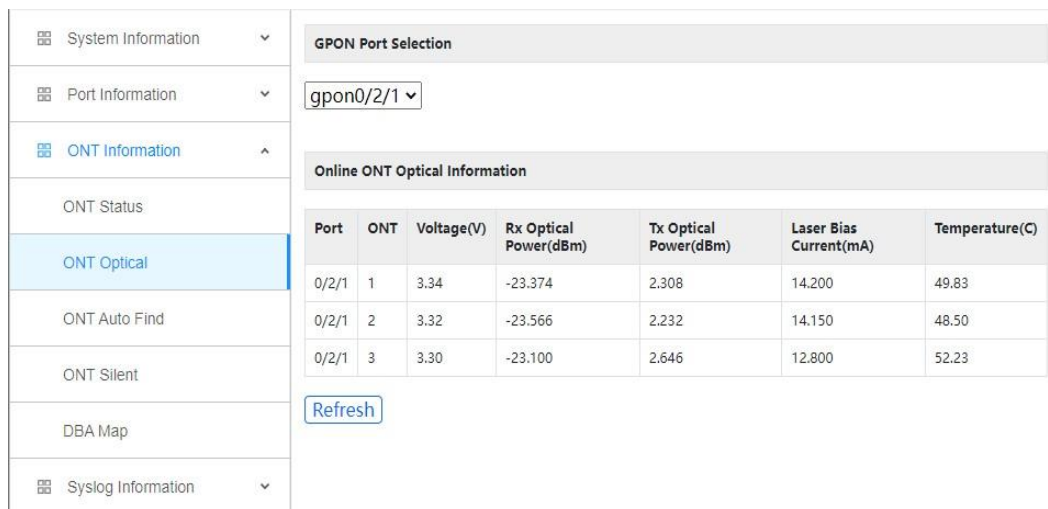 System Information
Port Information
ONT Information
ONT Status
ONT Optical
ONT Auto Find
ONT Silent
DBA Map
Syslog Information
GPON Port Selection
gpon0/2/1
Online ONT Optical Information
Port ONT Voltage(V) Rx Optical Power(dBm) Tx Optical Power(dBm) Laser Bias Current(mA) Temperature(C)
0/2/1 1 3.34 -23.374 2.308 14.200 49.83
0/2/1 2 3.32 -23.566 2.232 14.150 48.50
0/2/1 3 3.30 -23.100 2.646 12.800 52.23
Refresh